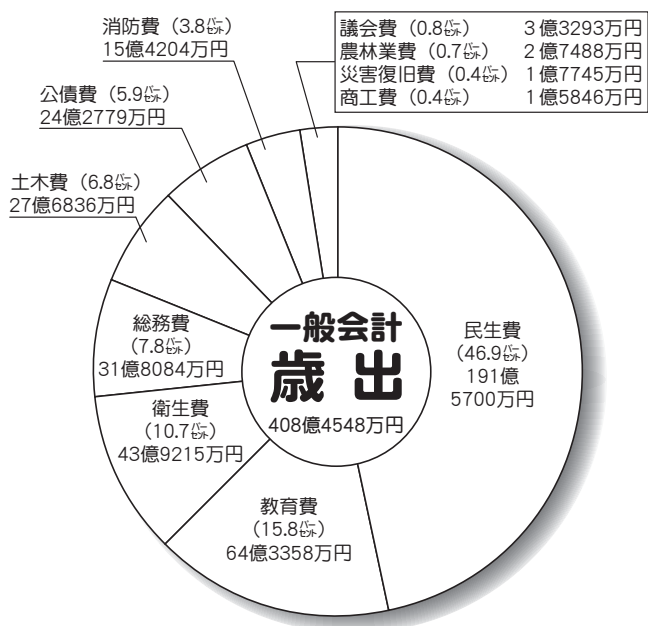 消防費（3.8㌫）
15億4204万円
議会費（0.8㌫） 3億3293万円
農林業費（0.7㌫） 2億7488万円
災害復旧費（0.4㌫） 1億7745万円
商工費（0.4㌫） 1億5846万円
公債費（5.9㌫）
24億2779万円
土木費（6.8㌫）
27億6836万円
総務費
（7.8㌫）
31億8084万円
衛生費
（10.7㌫）
43億9215万円
教育費
（15.8㌫）
64億3358万円
民生費
（46.9㌫）
191億
5700万円
一般会計
歳出
408億4548万円